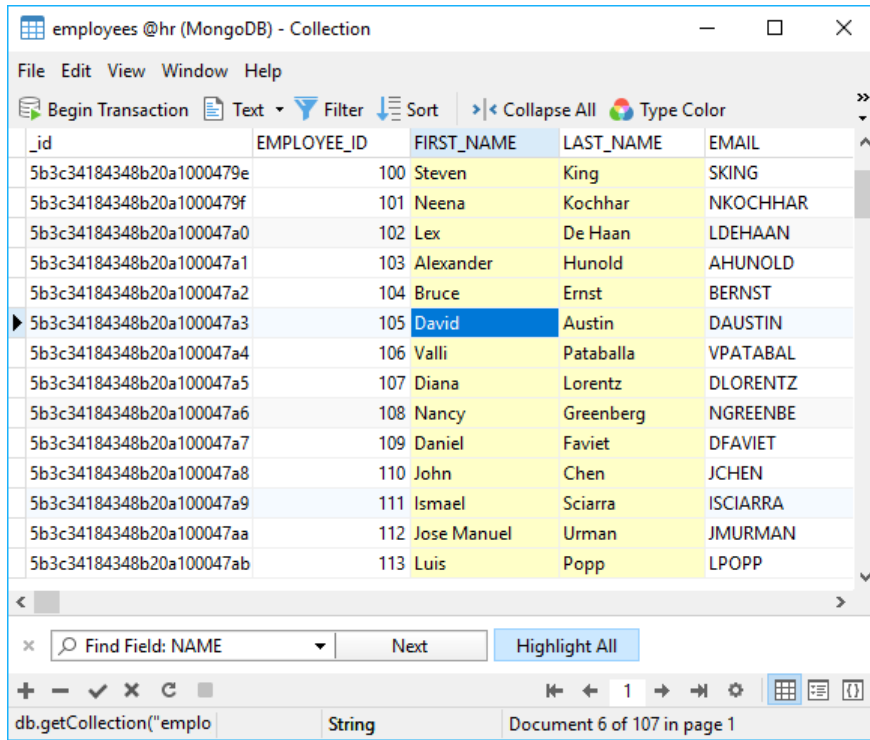 employees @hr (MongoDB) - Collection
File Edit View Window Help
Begin Transaction Text Filter Sort Collapse All Type Color
_id EMPLOYEE_ID FIRST_NAME LAST_NAME EMAIL
5b3c34184348b20a1000479e 100 Steven King SKING
5b3c34184348b20a1000479f 101 Neena Kochhar NKOCHHAR
5b3c34184348b20a100047a0 102 Lex De Haan LDEHAAN
5b3c34184348b20a100047a1 103 Alexander Hunold AHUNOLD
5b3c34184348b20a100047a2 104 Bruce Ernst BERNST
5b3c34184348b20a100047a3 105 David Austin DAUSTIN
5b3c34184348b20a100047a4 106 Valli Pataballa VPATABAL
5b3c34184348b20a100047a5 107 Diana Lorentz DLORENTZ
5b3c34184348b20a100047a6 108 Nancy Greenberg NGREENBE
5b3c34184348b20a100047a7 109 Daniel Faviet DFAVIET
5b3c34184348b20a100047a8 110 John Chen JCHEN
5b3c34184348b20a100047a9 111 Ismael Sciarra ISCIARRA
5b3c34184348b20a100047aa 112 Jose Manuel Urman JMURMAN
5b3c34184348b20a100047ab 113 Luis Popp LPOPP
Find Field: NAME Next Highlight All
1
db.getCollection("emplo String Document 6 of 107 in page 1